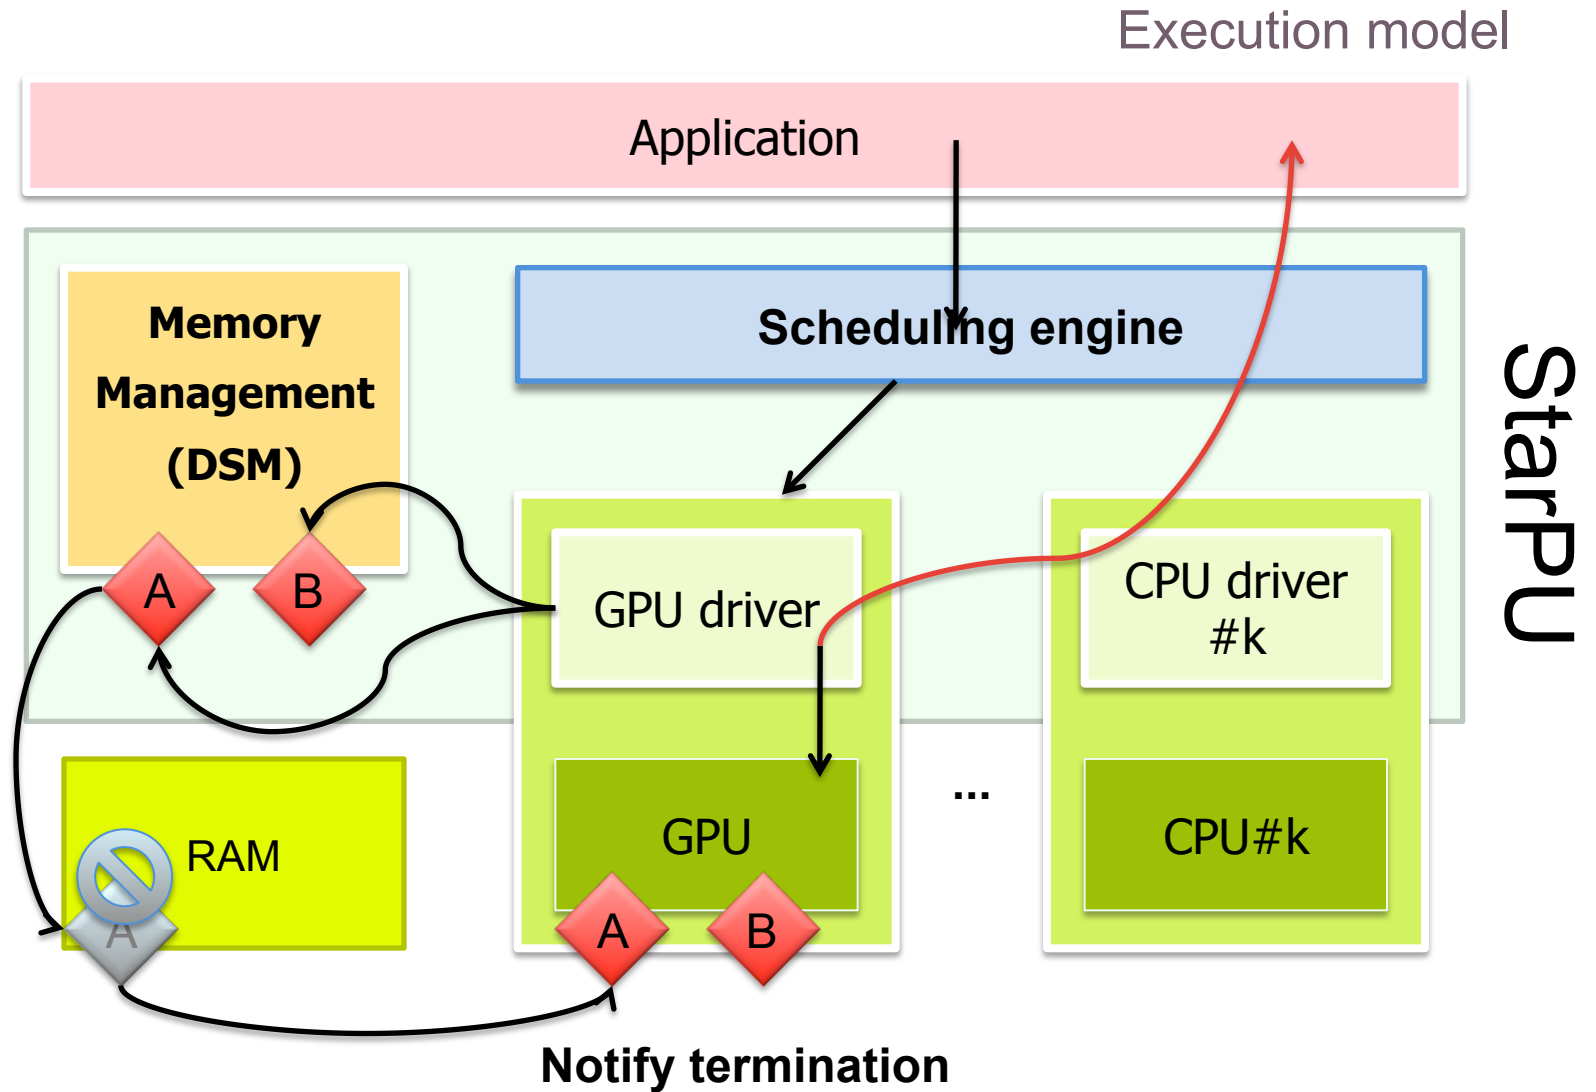 Execution model
Application
Memory
Management
(DSM)
Scheduling engine
StarPU
A
B
GPU driver
CPU driver
#k
RAM
A
GPU
A
B
...
CPU#k
Notify termination